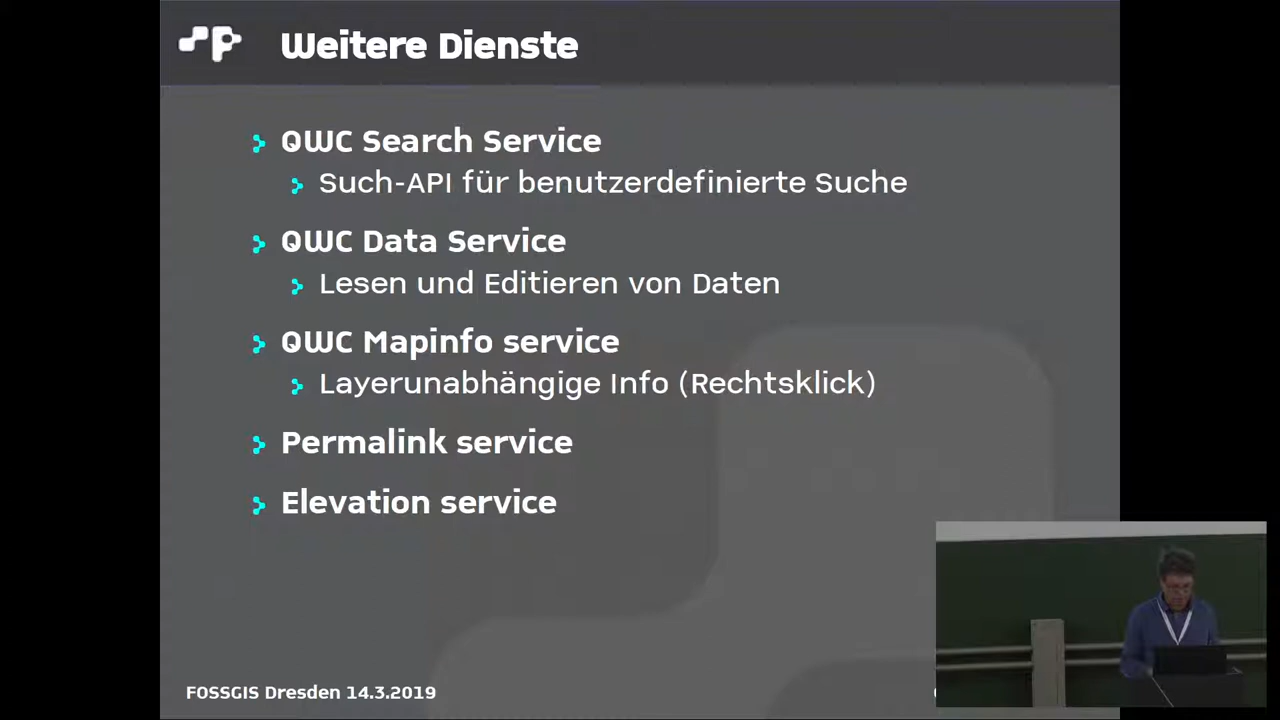 Weitere Dienste
QWC Search Service
Such-API für benutzerdefinierte Suche
QWC Data Service
Lesen und Editieren von Daten
QWC Mapinfo service
Layerunabhängige Info (Rechtsklick)
Permalink service
Elevation service
FOSSGIS Dresden 14.3.2019